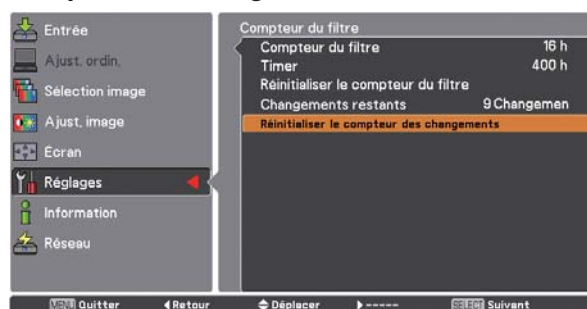 Entrée
Ajust. ordin.
Sélection image
Ajust. image
Écran
Réglages
Information
Réseau
Compteur du filtre
Compteur du filtre 16 h
Timer 400 h
Réinitialiser le compteur du filtre
Changements restants 9 Changemen
Réinitialiser le compteur des changements
MENU Quitter Retour Déplacer ----- SELECT Suivant